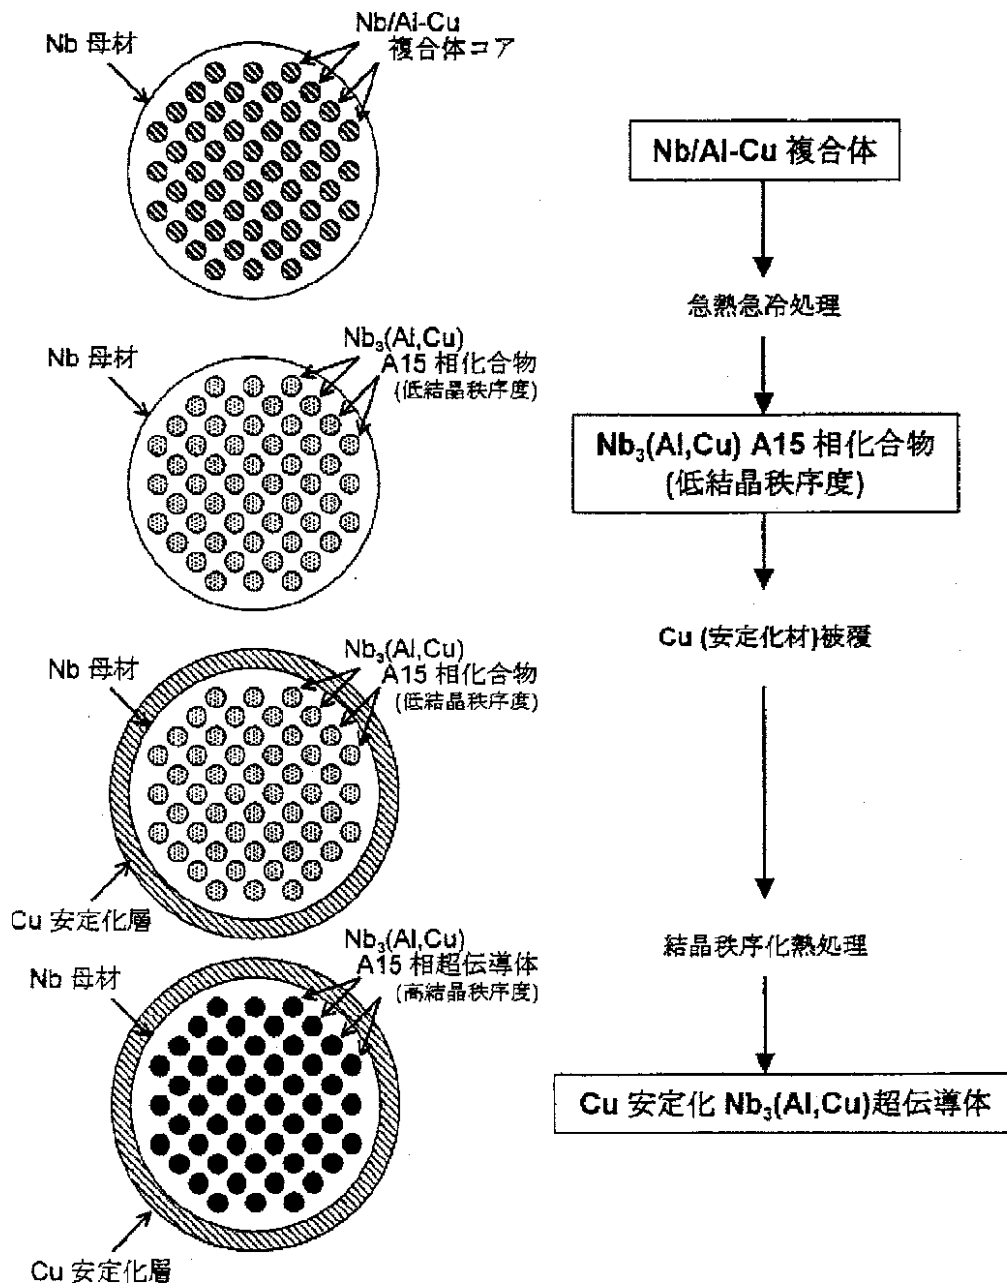 Nb 母材
Nb/Al-Cu
複合体コア
Nb 母材
Nb₃(Al,Cu)
A15 相化合物
(低結晶秩序度)
Nb 母材
Nb₃(Al,Cu)
A15 相化合物
(低結晶秩序度)
Cu 安定化層
Nb 母材
Nb₃(Al,Cu)
A15 相超伝導体
(高結晶秩序度)
Cu 安定化層
Nb/Al-Cu 複合体
急熱急冷処理
Nb₃(Al,Cu) A15 相化合物
(低結晶秩序度)
Cu (安定化材)被覆
結晶秩序化熱処理
Cu 安定化 Nb₃(Al,Cu)超伝導体